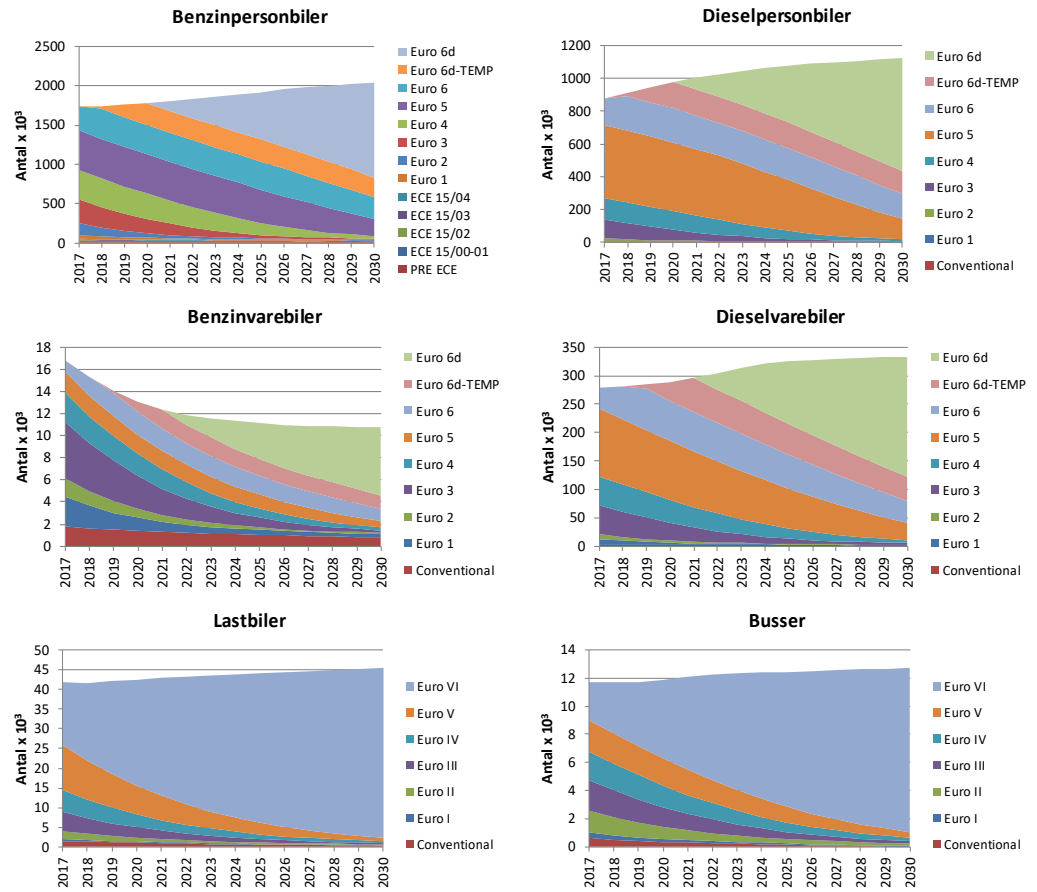 Benzinpersonbiler
Antal x 10³
2500
2000
1500
1000
500
0
2017 2018 2019 2020 2021 2022 2023 2024 2025 2026 2027 2028 2029 2030
Euro 6d
Euro 6d-TEMP
Euro 6
Euro 5
Euro 4
Euro 3
Euro 2
Euro 1
ECE 15/04
ECE 15/03
ECE 15/02
ECE 15/00-01
PRE ECE
Dieselpersonbiler
Antal x 10³
1200
1000
800
600
400
200
0
2017 2018 2019 2020 2021 2022 2023 2024 2025 2026 2027 2028 2029 2030
Euro 6d
Euro 6d-TEMP
Euro 6
Euro 5
Euro 4
Euro 3
Euro 2
Euro 1
Conventional
Benzinvarebiler
Antal x 10³
18
16
14
12
10
8
6
4
2
0
2017 2018 2019 2020 2021 2022 2023 2024 2025 2026 2027 2028 2029 2030
Euro 6d
Euro 6d-TEMP
Euro 6
Euro 5
Euro 4
Euro 3
Euro 2
Euro 1
Conventional
Dieselvarebiler
Antal x 10³
350
300
250
200
150
100
50
0
2017 2018 2019 2020 2021 2022 2023 2024 2025 2026 2027 2028 2029 2030
Euro 6d
Euro 6d-TEMP
Euro 6
Euro 5
Euro 4
Euro 3
Euro 2
Euro 1
Conventional
Lastbiler
Antal x 10³
50
45
40
35
30
25
20
15
10
5
0
2017 2018 2019 2020 2021 2022 2023 2024 2025 2026 2027 2028 2029 2030
Euro VI
Euro V
Euro IV
Euro III
Euro II
Euro I
Conventional
Busser
Antal x 10³
14
12
10
8
6
4
2
0
2017 2018 2019 2020 2021 2022 2023 2024 2025 2026 2027 2028 2029 2030
Euro VI
Euro V
Euro IV
Euro III
Euro II
Euro I
Conventional